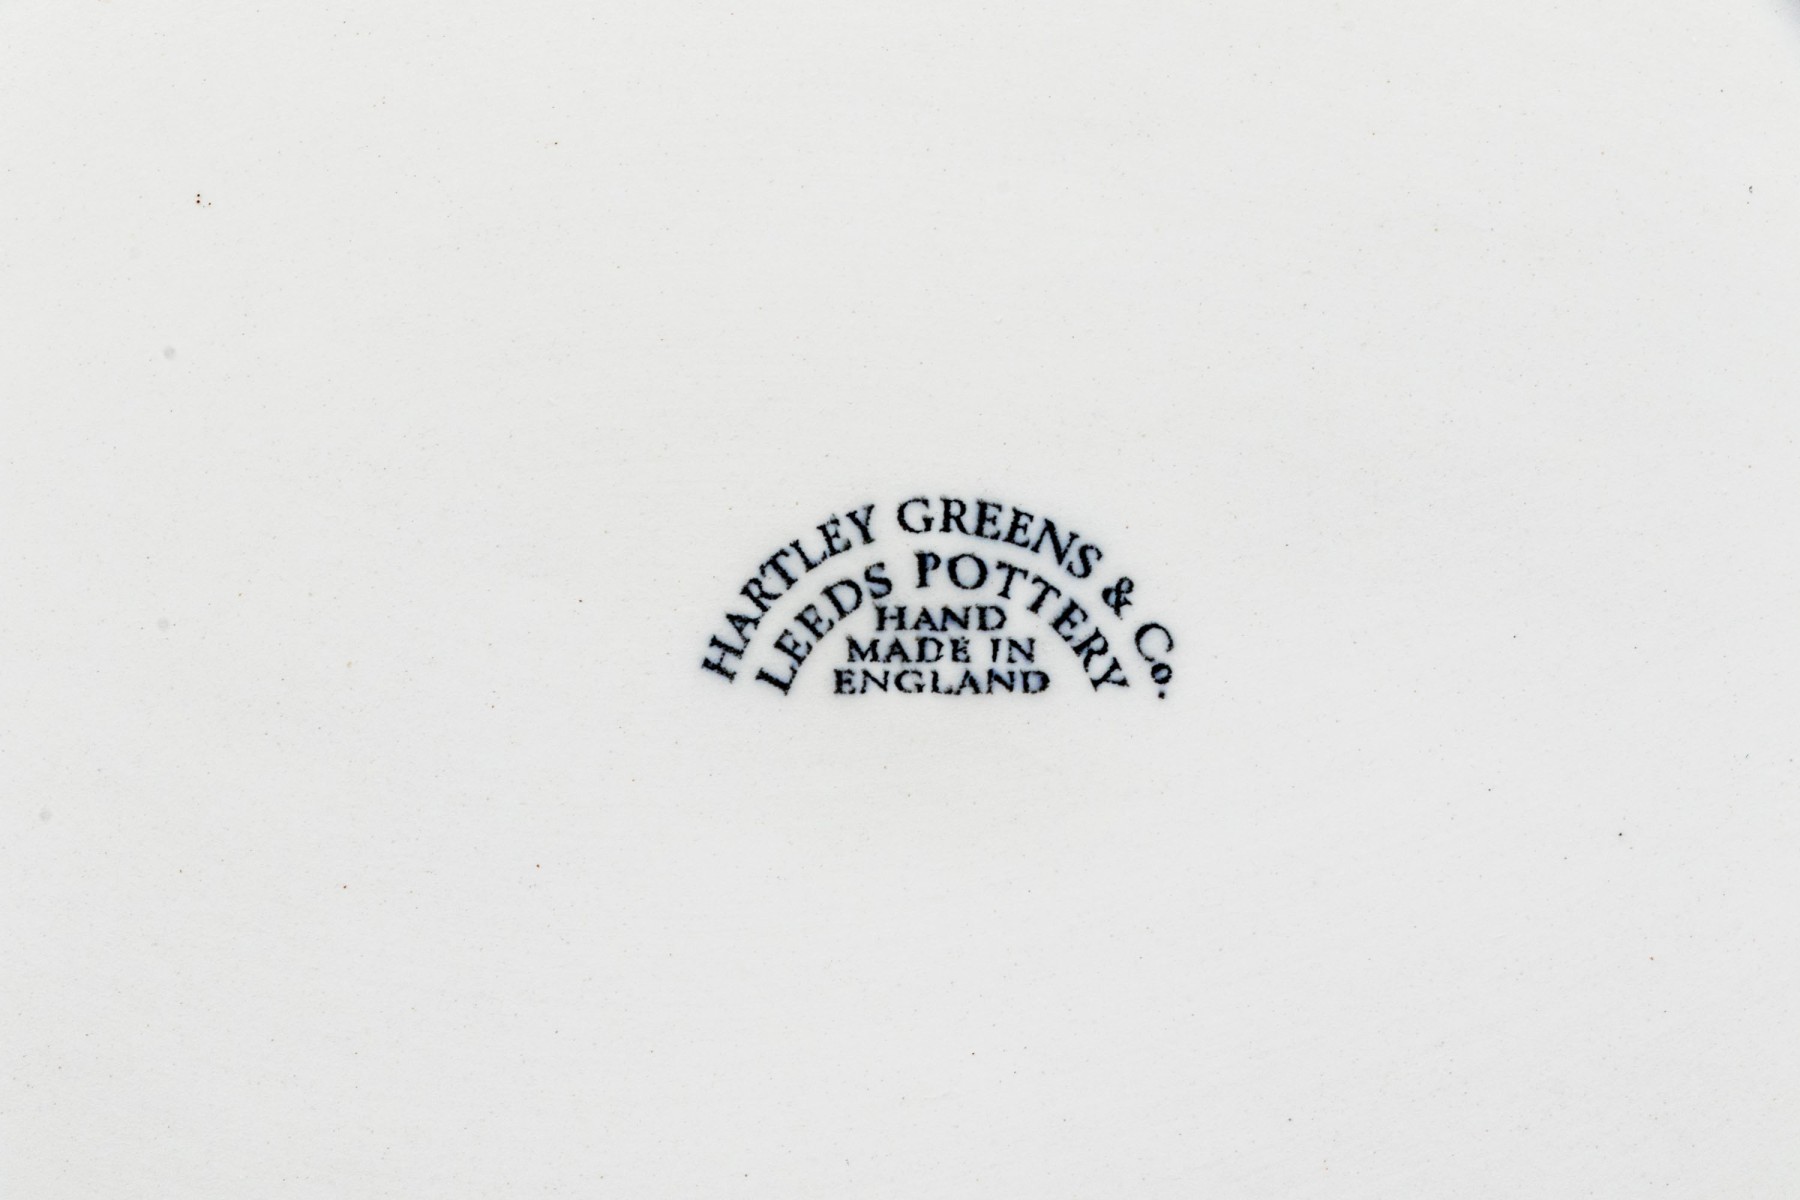 HARTLEY GREENS & Co.
LEEDS POTTERY
HAND
MADE IN
ENGLAND